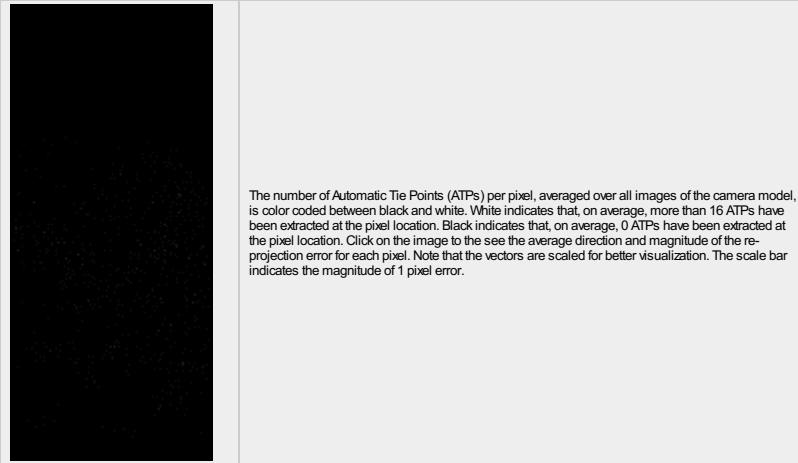 The number of Automatic Tie Points (ATPs) per pixel, averaged over all images of the camera model,
is color coded between black and white. White indicates that, on average, more than 16 ATPs have
been extracted at the pixel location. Black indicates that, on average, 0 ATPs have been extracted at
the pixel location. Click on the image to the see the average direction and magnitude of the re-
projection error for each pixel. Note that the vectors are scaled for better visualization. The scale bar
indicates the magnitude of 1 pixel error.